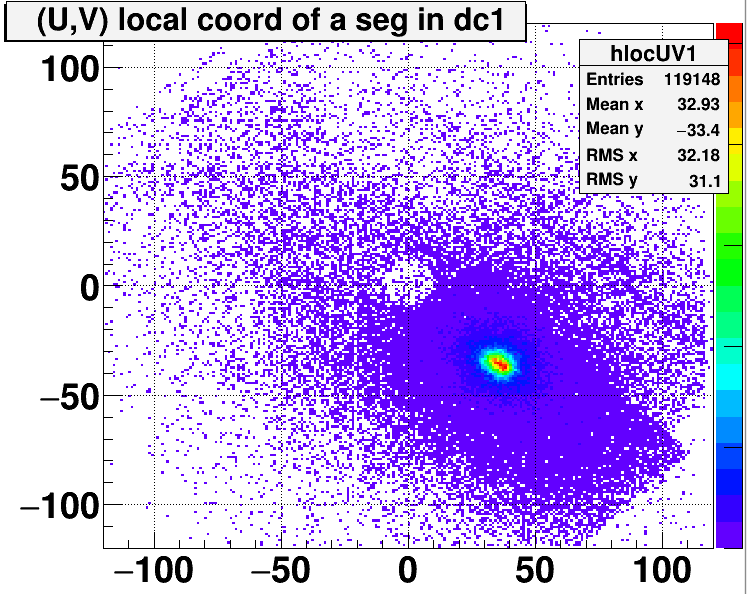 (U,V) local coord of a seg in dc1
hlocUV1
Entries 119148
Mean x 32.93
Mean y −33.4
RMS x 32.18
RMS y 31.1
100
50
0
−50
−100
−100 −50 0 50 100